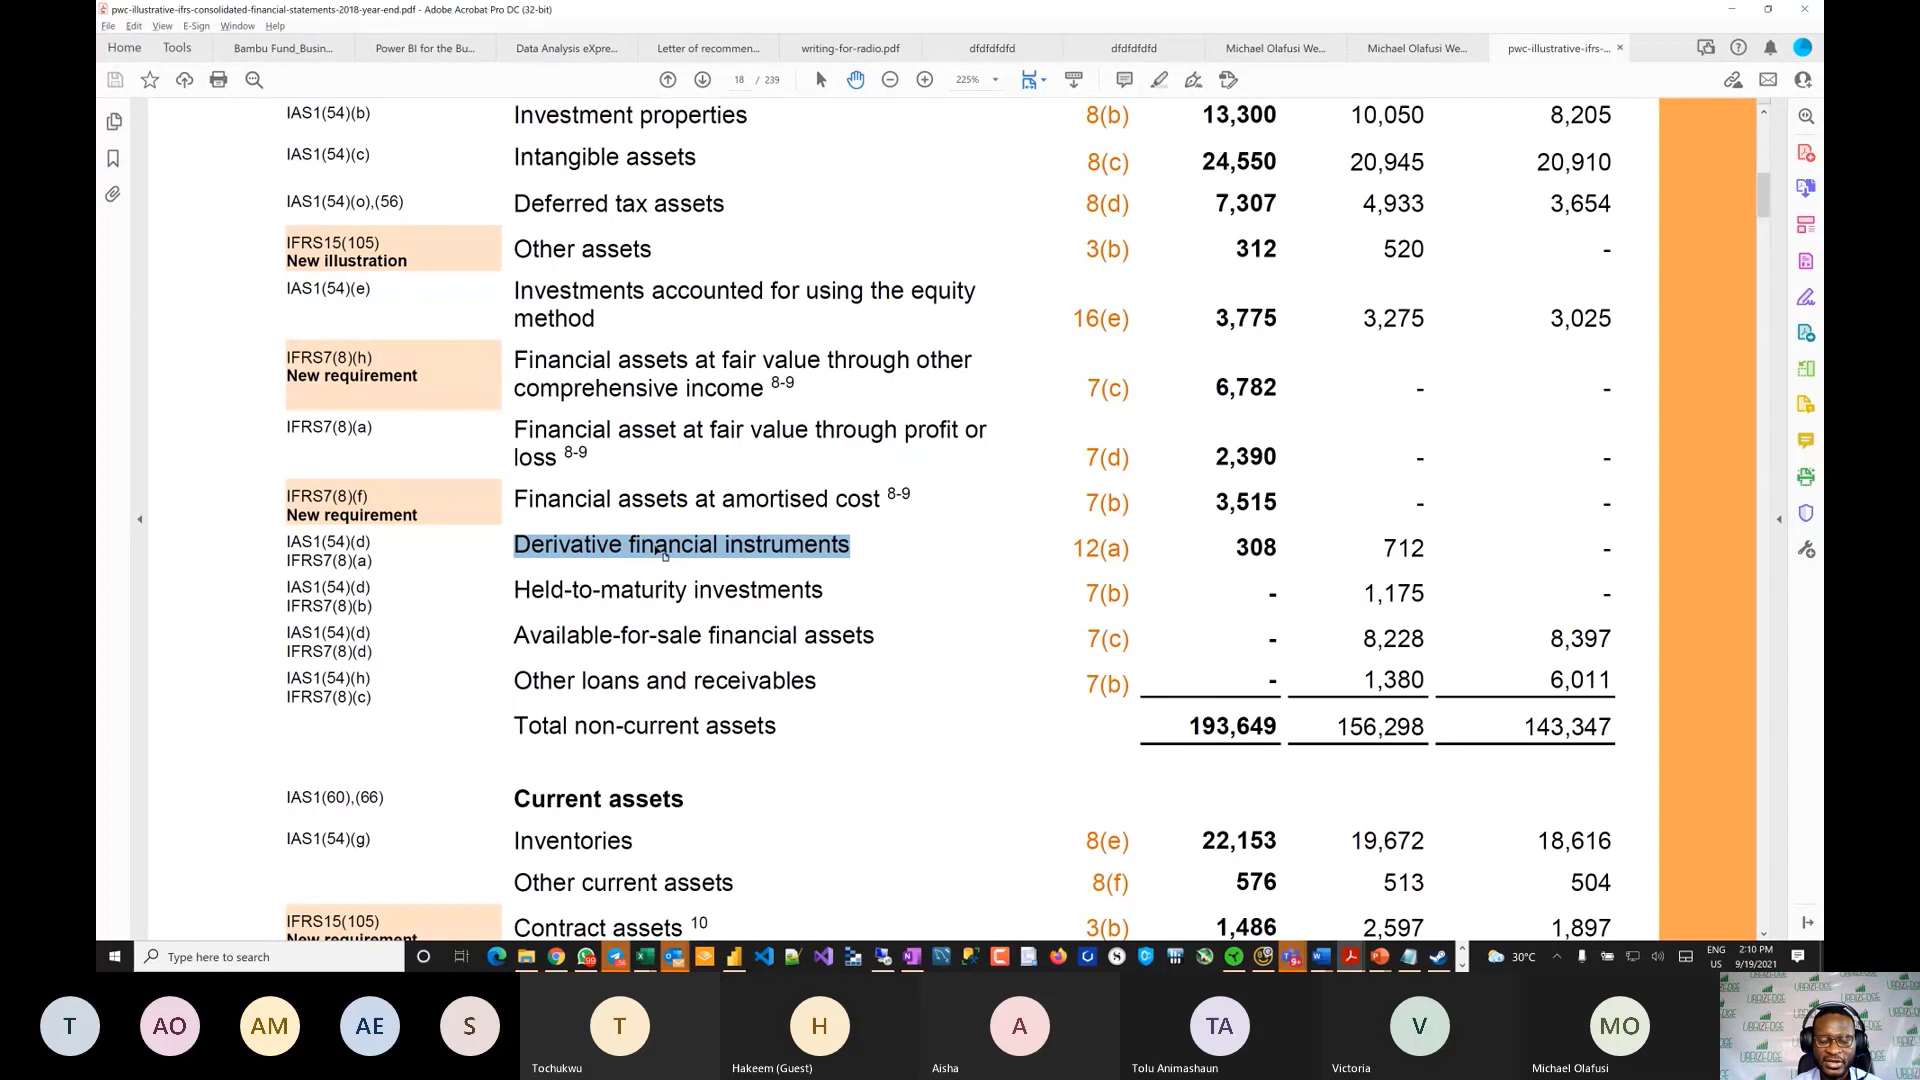 pwc-illustrative-ifrs-consolidated-financial-statements-2018-year-end.pdf - Adobe Acrobat Pro DC (32-bit)
File Edit View E-Sign Window Help
Home Tools Bambu Fund_Busin... Power BI for the Bu... Data Analysis eXpre... Letter of recommen... writing-for-radio.pdf dfdfdfdfd dfdfdfdfd Michael Olafusi We... Michael Olafusi We... pwc-illustrative-ifrs-... ×
18 / 239 225%
IAS1(54)(b) Investment properties 8(b) 13,300 10,050 8,205
IAS1(54)(c) Intangible assets 8(c) 24,550 20,945 20,910
IAS1(54)(o),(56) Deferred tax assets 8(d) 7,307 4,933 3,654
IFRS15(105)
New illustration
Other assets 3(b) 312 520 -
IAS1(54)(e) Investments accounted for using the equity
method 16(e) 3,775 3,275 3,025
IFRS7(8)(h)
New requirement
Financial assets at fair value through other
comprehensive income 8-9 7(c) 6,782 - -
IFRS7(8)(a) Financial asset at fair value through profit or
loss 8-9 7(d) 2,390 - -
IFRS7(8)(f)
New requirement
Financial assets at amortised cost 8-9 7(b) 3,515 - -
IAS1(54)(d)
IFRS7(8)(a)
Derivative financial instruments 12(a) 308 712 -
IAS1(54)(d)
IFRS7(8)(b)
Held-to-maturity investments 7(b) - 1,175 -
IAS1(54)(d)
IFRS7(8)(d)
Available-for-sale financial assets 7(c) - 8,228 8,397
IAS1(54)(h)
IFRS7(8)(c)
Other loans and receivables 7(b) - 1,380 6,011
Total non-current assets 193,649 156,298 143,347
IAS1(60),(66) Current assets
IAS1(54)(g) Inventories 8(e) 22,153 19,672 18,616
Other current assets 8(f) 576 513 504
IFRS15(105)
New requirement
Contract assets 10 3(b) 1,486 2,597 1,897
Type here to search
99
30°C
ENG
US
2:10 PM
9/19/2021
T AO AM AE S T H A TA V MO
Tochukwu Hakeem (Guest) Aisha Tolu Animashaun Victoria Michael Olafusi
URBIZEDGE